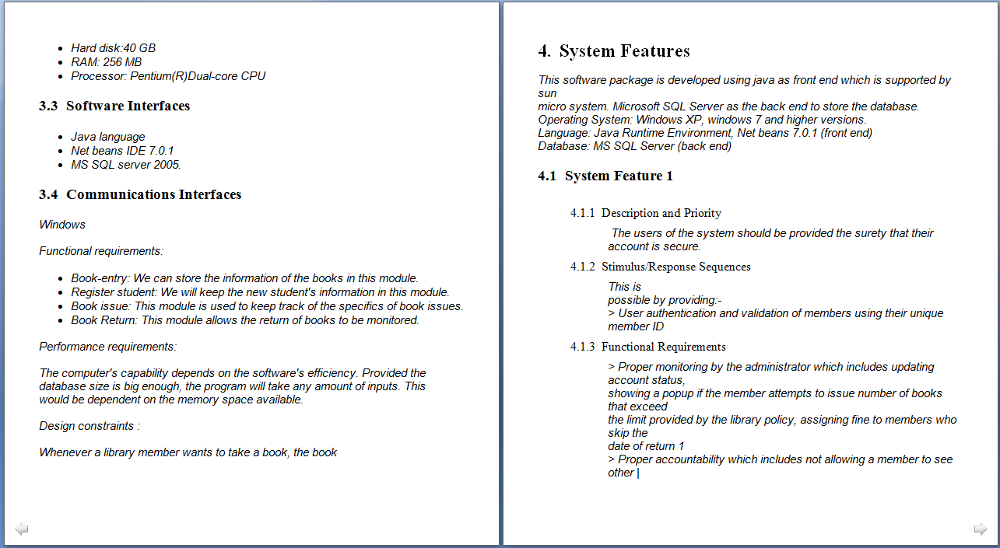 • Hard disk:40 GB
• RAM: 256 MB
• Processor: Pentium(R)Dual-core CPU
3.3 Software Interfaces
• Java language
• Net beans IDE 7.0.1
• MS SQL server 2005.
3.4 Communications Interfaces
Windows
Functional requirements:
• Book-entry: We can store the information of the books in this module.
• Register student: We will keep the new student's information in this module.
• Book issue: This module is used to keep track of the specifics of book issues.
• Book Return: This module allows the return of books to be monitored.
Performance requirements:
The computer's capability depends on the software's efficiency. Provided the
database size is big enough, the program will take any amount of inputs. This
would be dependent on the memory space available.
Design constraints :
Whenever a library member wants to take a book, the book
4. System Features
This software package is developed using java as front end which is supported by
sun
micro system. Microsoft SQL Server as the back end to store the database.
Operating System: Windows XP, windows 7 and higher versions.
Language: Java Runtime Environment, Net beans 7.0.1 (front end)
Database: MS SQL Server (back end)
4.1 System Feature 1
4.1.1 Description and Priority
The users of the system should be provided the surety that their
account is secure.
4.1.2 Stimulus/Response Sequences
This is
possible by providing:-
> User authentication and validation of members using their unique
member ID
4.1.3 Functional Requirements
> Proper monitoring by the administrator which includes updating
account status,
showing a popup if the member attempts to issue number of books
that exceed
the limit provided by the library policy, assigning fine to members who
skip the
date of return 1
> Proper accountability which includes not allowing a member to see
other